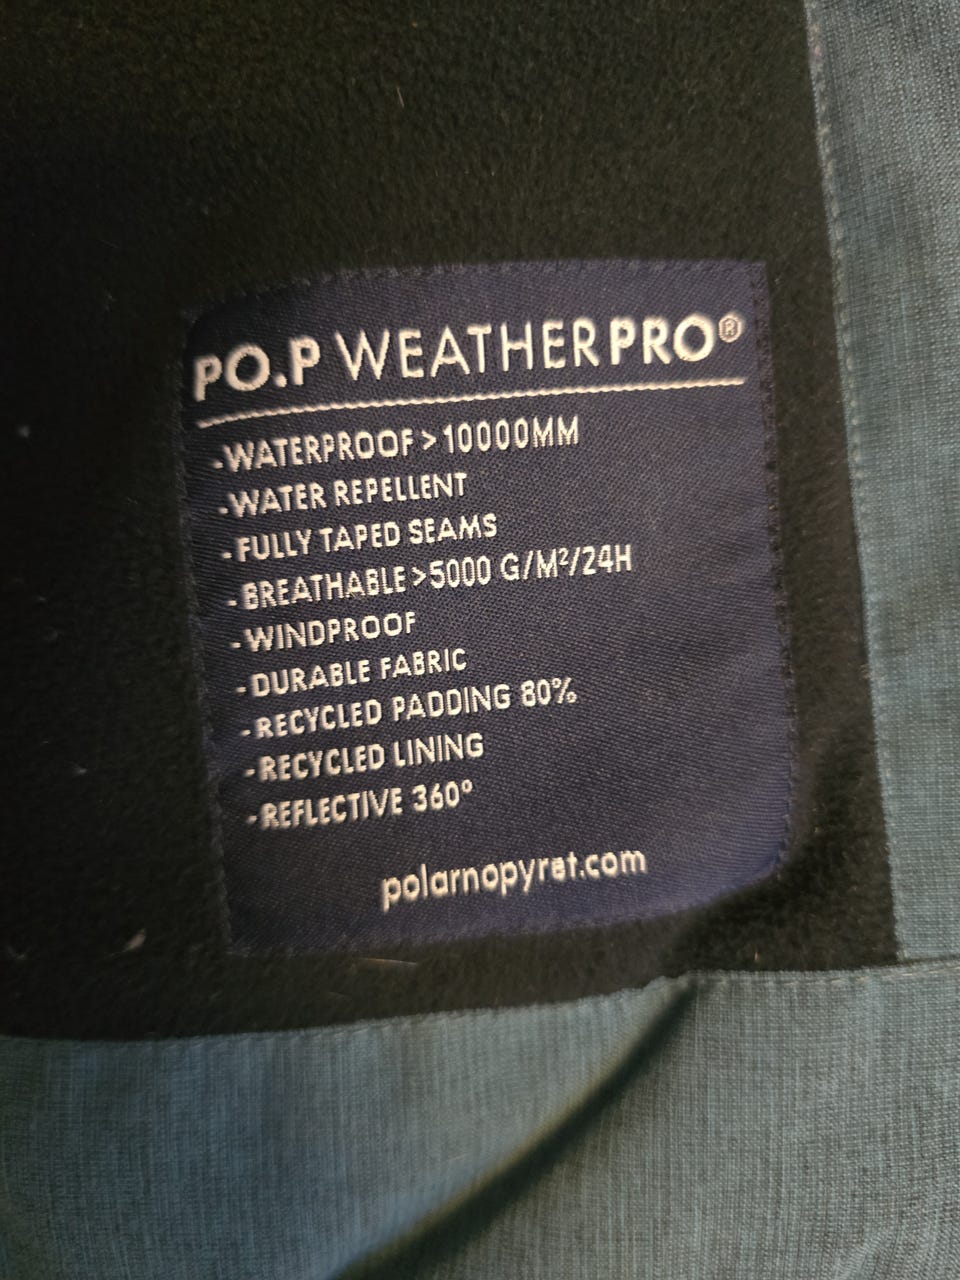 PO.P WEATHERPRO®
-WATERPROOF>10000MM
-WATER REPELLENT
-FULLY TAPED SEAMS
-BREATHABLE>5000 G/M²/24H
-WINDPROOF
-DURABLE FABRIC
-RECYCLED PADDING 80%
-RECYCLED LINING
-REFLECTIVE 360°
polarnopyret.com